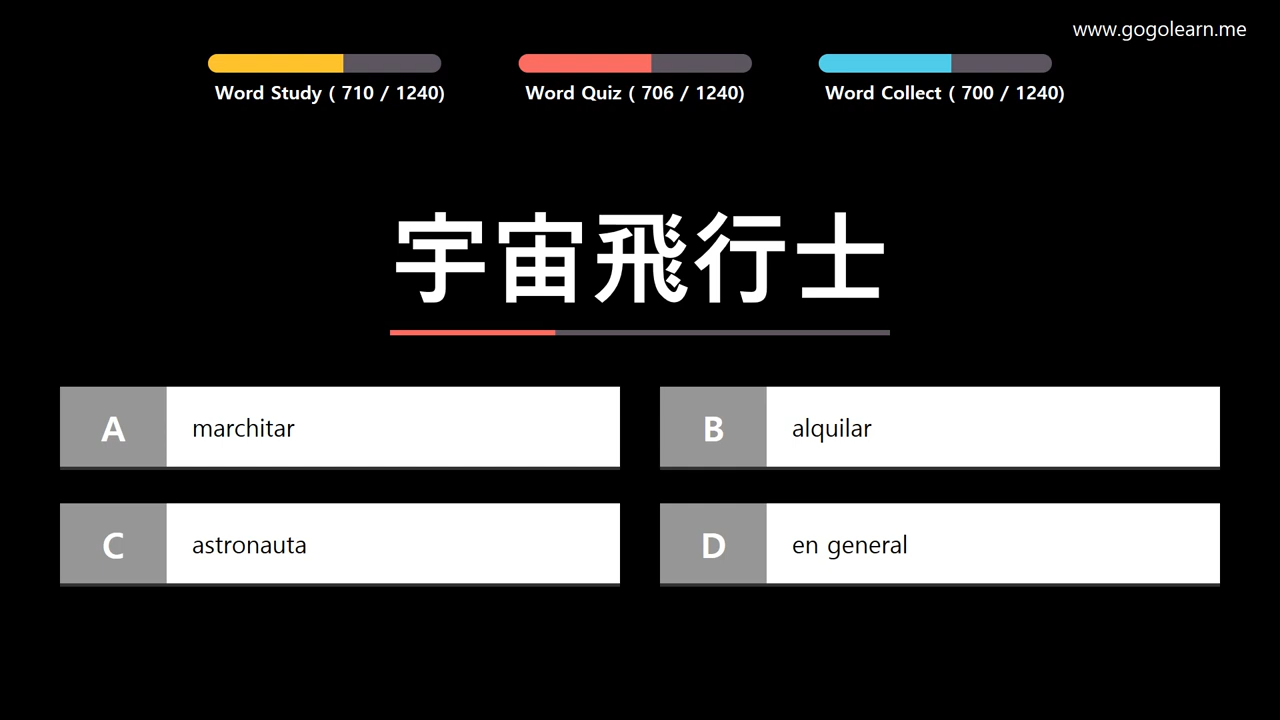 www.gogolearn.me
Word Study ( 710 / 1240)
Word Quiz ( 706 / 1240)
Word Collect ( 700 / 1240)
宇宙飛行士
A marchitar
B alquilar
C astronauta
D en general